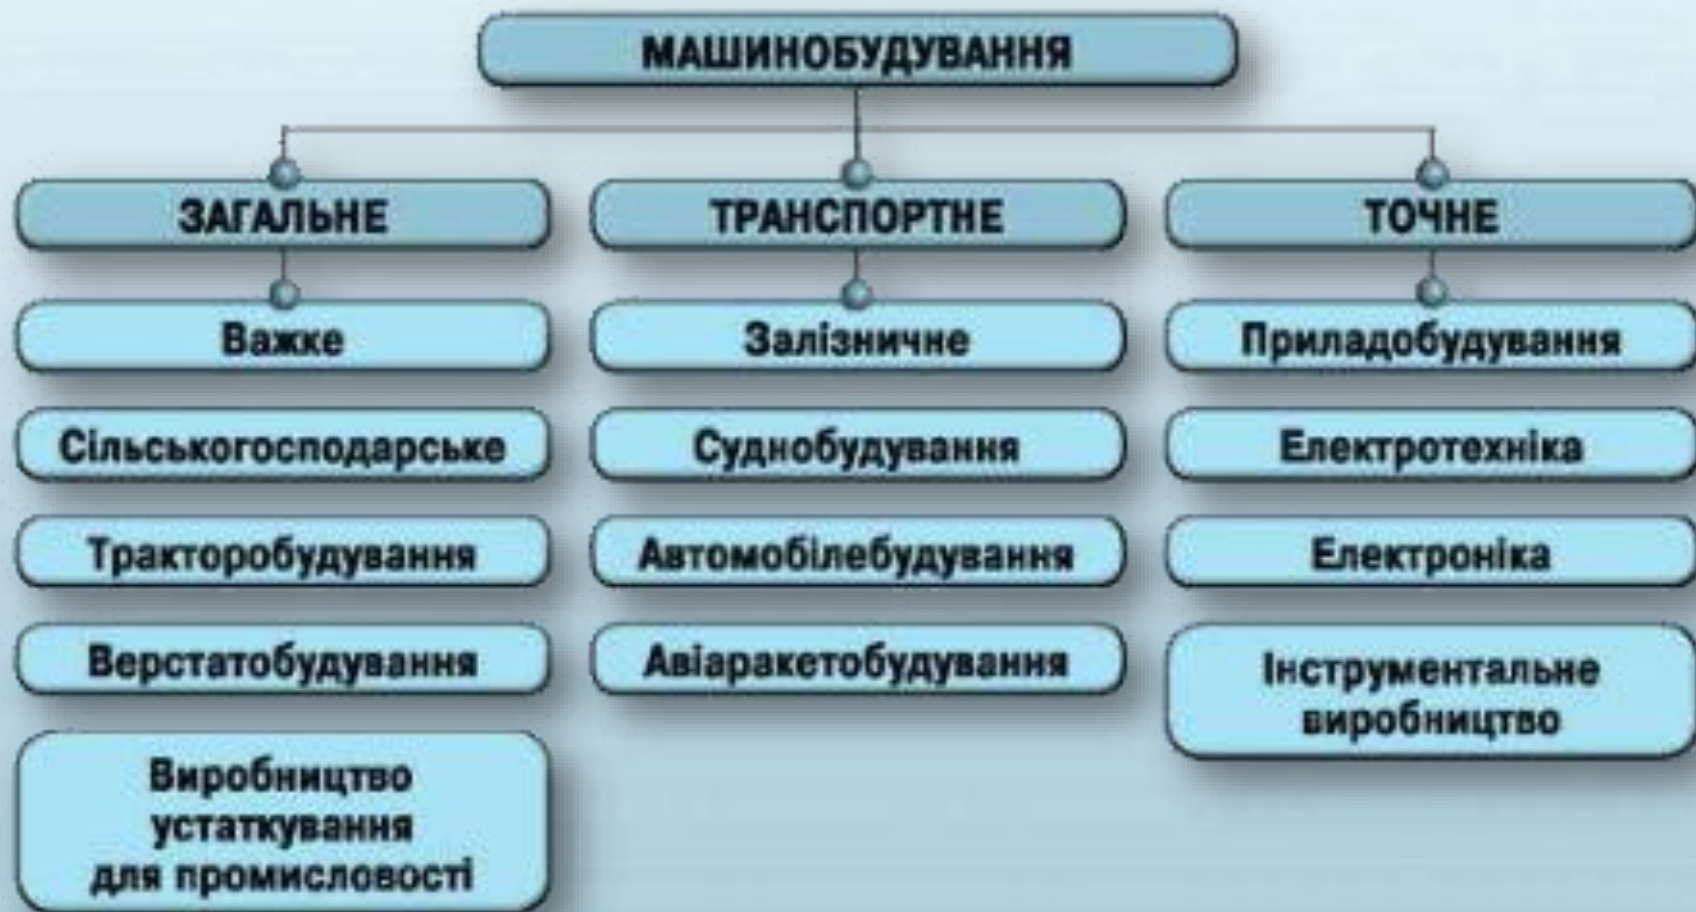 МАШИНОБУДУВАННЯ
ЗАГАЛЬНЕ
Важке
Сільськогосподарське
Тракторобудування
Верстатобудування
Виробництво
устаткування
для промисловості
ТРАНСПОРТНЕ
Залізничне
Суднобудування
Автомобілебудування
Авіаракетобудування
ТОЧНЕ
Приладобудування
Електротехніка
Електроніка
Інструментальне
виробництво